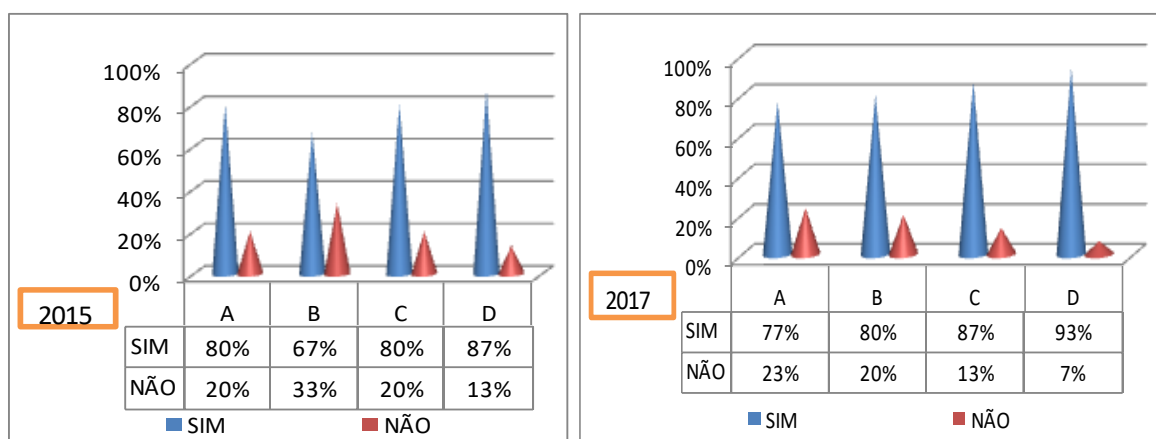 100%
80%
60%
40%
20%
0%
2015 A B C D
SIM 80% 67% 80% 87%
NÃO 20% 33% 20% 13%
SIM NÃO
100%
80%
60%
40%
20%
0%
2017 A B C D
SIM 77% 80% 87% 93%
NÃO 23% 20% 13% 7%
SIM NÃO